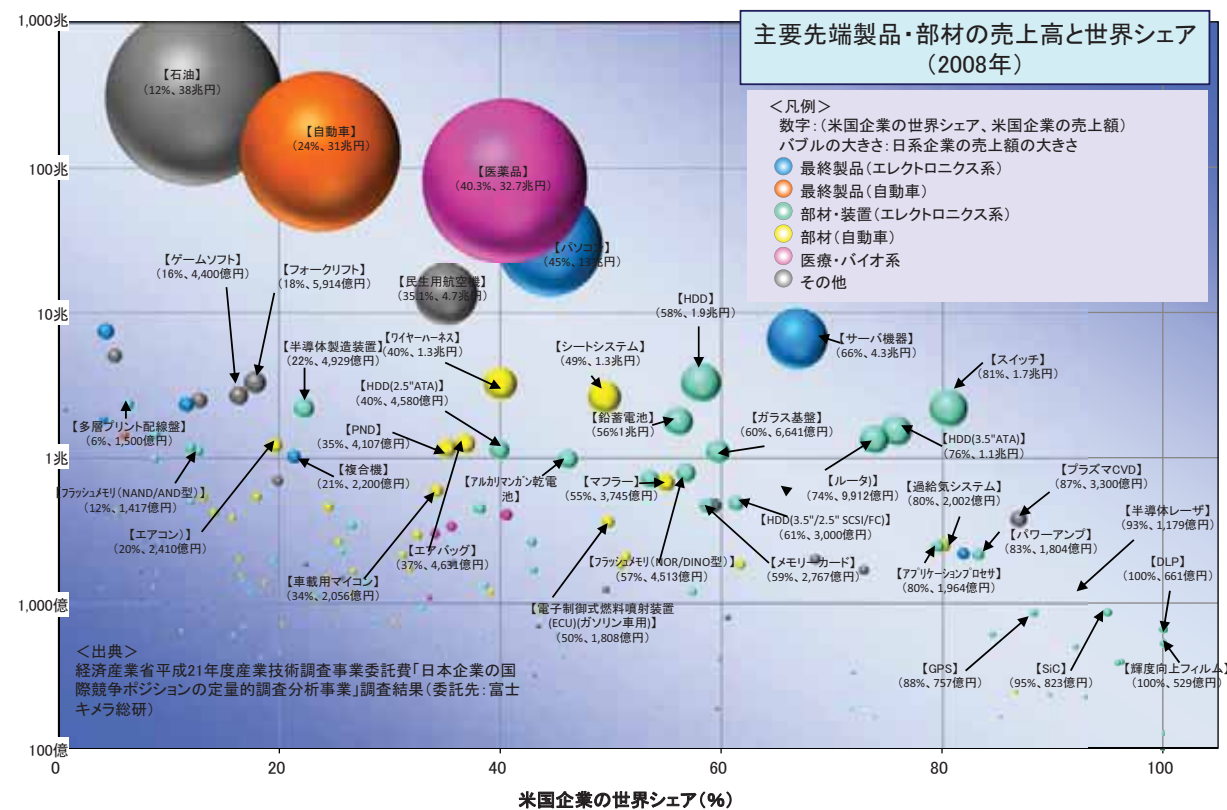 主要先端製品・部材の売上高と世界シェア
(2008年)
<凡例>
数字:(米国企業の世界シェア、米国企業の売上額)
バブルの大きさ:日系企業の売上額の大きさ
最終製品(エレクトロニクス系)
最終製品(自動車)
部材・装置(エレクトロニクス系)
部材(自動車)
医療・バイオ系
その他
1,000兆
100兆
10兆
1兆
1,000億
100億
【石油】
(12%、38兆円)
【自動車】
(24%、31兆円)
【医薬品】
(40.3%、32.7兆円)
【パソコン】
(45%、13兆円)
【民生用航空機】
(35.1%、4.7兆円)
【ゲームソフト】
(16%、4,400億円)
【フォークリフト】
(18%、5,914億円)
【半導体製造装置】
(22%、4,929億円)
【ワイヤーハーネス】
(40%、1.3兆円)
【HDD(2.5"ATA)】
(40%、4,580億円)
【シートシステム】
(49%、1.3兆円)
【HDD】
(58%、1.9兆円)
【サーバ機器】
(66%、4.3兆円)
【スイッチ】
(81%、1.7兆円)
【鉛蓄電池】
(56%1兆円)
【ガラス基盤】
(60%、6,641億円)
【HDD(3.5"ATA)】
(76%、1.1兆円)
【多層プリント配線盤】
(6%、1,500億円)
【PND】
(35%、4,107億円)
【複合機】
(21%、2,200億円)
【アルカリマンガン乾電
池】
【マフラー】
(55%、3,745億円)
【ルータ)】
(74%、9,912億円)
【過給気システム】
(80%、2,002億円)
【プラズマCVD】
(87%、3,300億円)
【フラッシュメモリ(NAND/AND型)】
(12%、1,417億円)
【エアコン】
(20%、2,410億円)
【車載用マイコン】
(34%、2,056億円)
【エアバッグ】
(37%、4,631億円)
【フラッシュメモリ(NOR/DINO型)】
(57%、4,513億円)
【HDD(3.5"/2.5" SCSI/FC)】
(61%、3,000億円)
【メモリーカード】
(59%、2,767億円)
【電子制御式燃料噴射装置
(ECU)(ガソリン車用)】
(50%、1,808億円)
【アプリケーションプロセサ】
(80%、1,964億円)
【パワーアンプ】
(83%、1,804億円)
【半導体レーザ】
(93%、1,179億円)
【DLP】
(100%、661億円)
【GPS】
(88%、757億円)
【SiC】
(95%、823億円)
【輝度向上フィルム】
(100%、529億円)
<出典>
経済産業省平成21年度産業技術調査事業委託費「日本企業の国
際競争ポジションの定量的調査分析事業」調査結果(委託先:富士
キメラ総研)
0
20
40
60
80
100
米国企業の世界シェア(%)